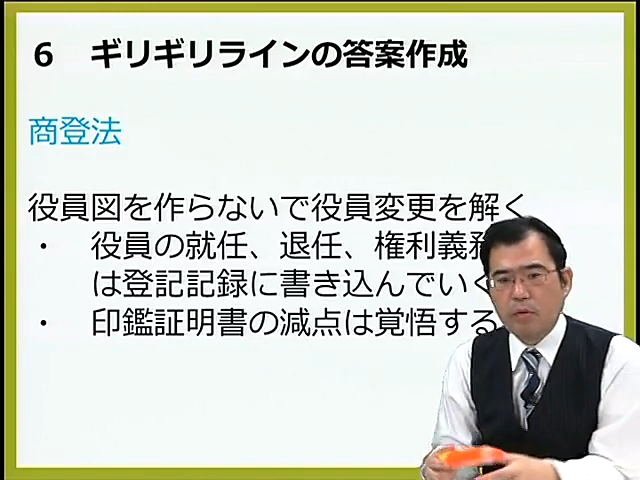 6 ギリギリラインの答案作成
商登法
役員図を作らないで役員変更を解く
・ 役員の就任、退任、権利義務
は登記記録に書き込んでいく
・ 印鑑証明書の減点は覚悟する